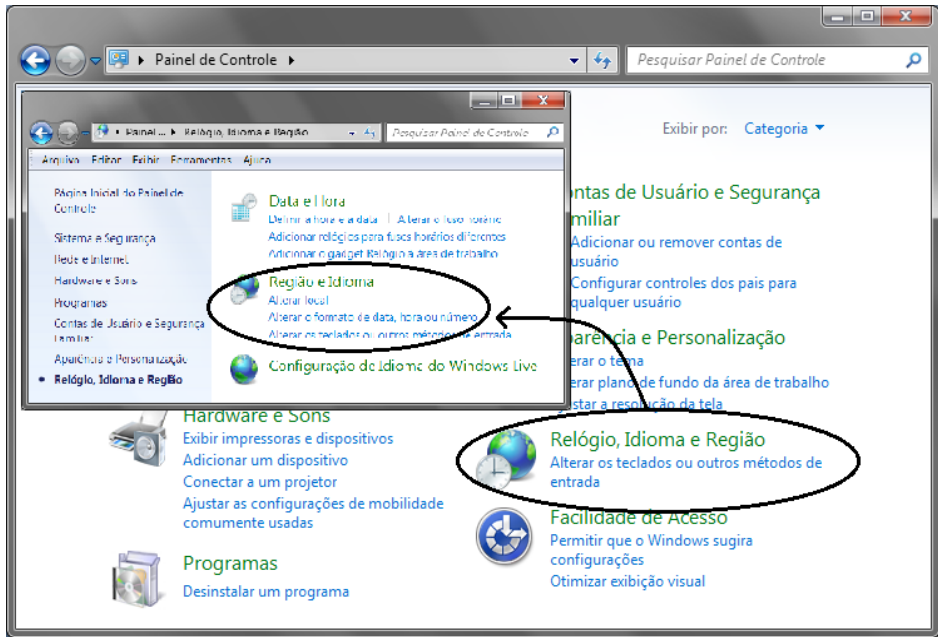 Painel de Controle
Pesquisar Painel de Controle
Exibir por: Categoria
Painel ... Relógio, Idioma e Região
Pesquisar Painel de Controle
Arquivo Editar Exibir Ferramentas Ajuda
Página Inicial do Painel de
Controle
Sistema e Segurança
Rede e Internet
Hardware e Sons
Programas
Contas de Usuário e Segurança
Familiar
Aparência e Personalização
Relógio, Idioma e Região
Data e Hora
Definir a hora e a data Alterar o fuso horário
Adicionar relógios para fusos horários diferentes
Adicionar o gadget Relógio à área de trabalho
Região e Idioma
Alterar local
Alterar o formato de data, hora ou número
Alterar os teclados ou outros métodos de entrada
Configuração de Idioma do Windows Live
ontas de Usuário e Segurança
miliar
Adicionar ou remover contas de
usuário
Configurar controles dos pais para
qualquer usuário
parência e Personalização
erar o tema
erar plano de fundo da área de trabalho
ustar a resolução da tela
Hardware e Sons
Exibir impressoras e dispositivos
Adicionar um dispositivo
Conectar a um projetor
Ajustar as configurações de mobilidade
comumente usadas
Programas
Desinstalar um programa
Relógio, Idioma e Região
Alterar os teclados ou outros métodos de
entrada
Facilidade de Acesso
Permitir que o Windows sugira
configurações
Otimizar exibição visual